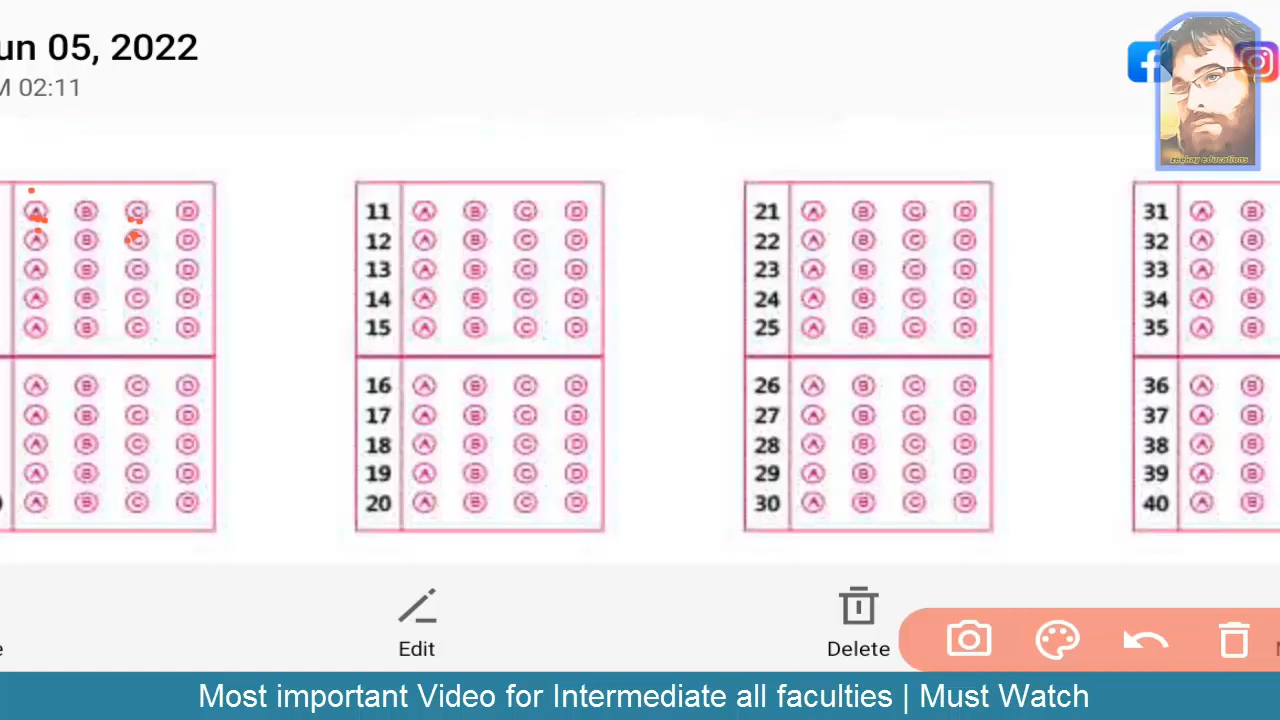 un 05, 2022
M 02:11
zeehay educations
A B C D 11 A B C D 21 A B C D 31 A B
A B C D 12 A B C D 22 A B C D 32 A B
A B C D 13 A B C D 23 A B C D 33 A B
A B C D 14 A B C D 24 A B C D 34 A B
A B C D 15 A B C D 25 A B C D 35 A B
A B C D 16 A B C D 26 A B C D 36 A B
A B C D 17 A B C D 27 A B C D 37 A B
A B C D 18 A B C D 28 A B C D 38 A B
A B C D 19 A B C D 29 A B C D 39 A B
A B C D 20 A B C D 30 A B C D 40 A B
e Edit Delete
Most important Video for Intermediate all faculties | Must Watch